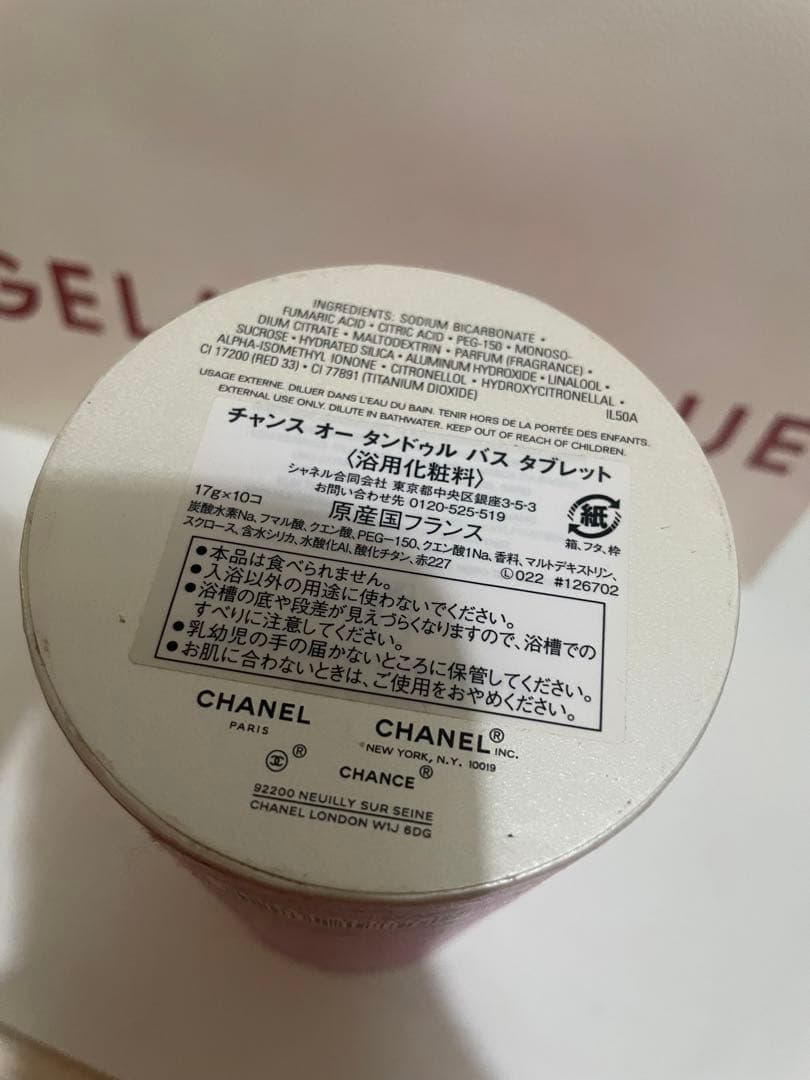 INGREDIENTS: SODIUM BICARBONATE •
FUMARIC ACID • CITRIC ACID • PEG-150 • MONOSO-
DIUM CITRATE • MALTODEXTRIN • PARFUM (FRAGRANCE) •
SUCROSE • HYDRATED SILICA • ALUMINUM HYDROXIDE • LINALOOL •
ALPHA-ISOMETHYL IONONE • CITRONELLOL • HYDROXYCITRONELLAL •
CI 17200 (RED 33) • CI 77891 (TITANIUM DIOXIDE)
IL50A
USAGE EXTERNE. DILUER DANS L'EAU DU BAIN. TENIR HORS DE LA PORTÉE DES ENFANTS.
EXTERNAL USE ONLY. DILUTE IN BATHWATER. KEEP OUT OF REACH OF CHILDREN.
チャンス オー タンドゥル バス タブレット
〈浴用化粧料〉
シャネル合同会社 東京都中央区銀座3-5-3
お問い合わせ先 0120-525-519
17g×10コ 原産国フランス
紙
箱、フタ、枠
炭酸水素Na、フマル酸、クエン酸、PEG-150、クエン酸1Na、香料、マルトデキストリン、
スクロース、含水シリカ、水酸化Al、酸化チタン、赤227
Ⓛ022 #126702
●本品は食べられません。
●入浴以外の用途に使わないでください。
●浴槽の底や段差が見えづらくなりますので、浴槽での
すべりに注意してください。
●乳幼児の手の届かないところに保管してください。
●お肌に合わないときは、ご使用をおやめください。
CHANEL
PARIS
CHANEL® INC.
NEW YORK, N.Y. 10019
®
CHANCE®
92200 NEUILLY SUR SEINE
CHANEL LONDON W1J 6DG